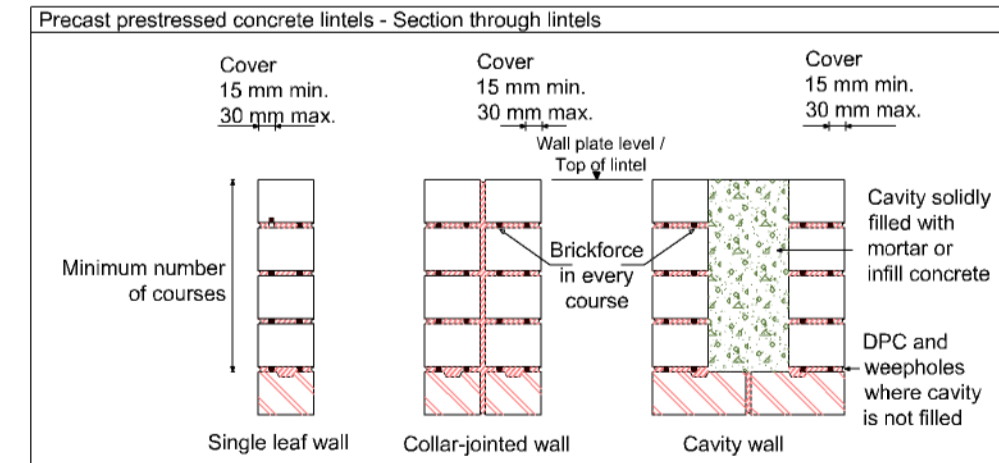 Precast prestressed concrete lintels - Section through lintels
Cover
15 mm min.
30 mm max.
Cover
15 mm min.
30 mm max.
Cover
15 mm min.
30 mm max.
Wall plate level /
Top of lintel
Minimum number
of courses
Brickforce
in every
course
Cavity solidly
filled with
mortar or
infill concrete
DPC and
weepholes
where cavity
is not filled
Single leaf wall
Collar-jointed wall
Cavity wall